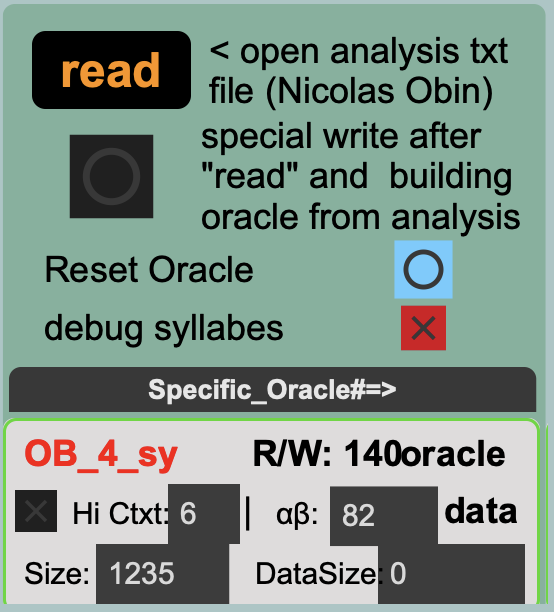 read
< open analysis txt
file (Nicolas Obin)
special write after
"read" and building
oracle from analysis
Reset Oracle
debug syllabes
Specific_Oracle#=>
OB_4_sy R/W: 140oracle
Hi Ctxt: 6 | αβ: 82 data
Size: 1235 DataSize: 0